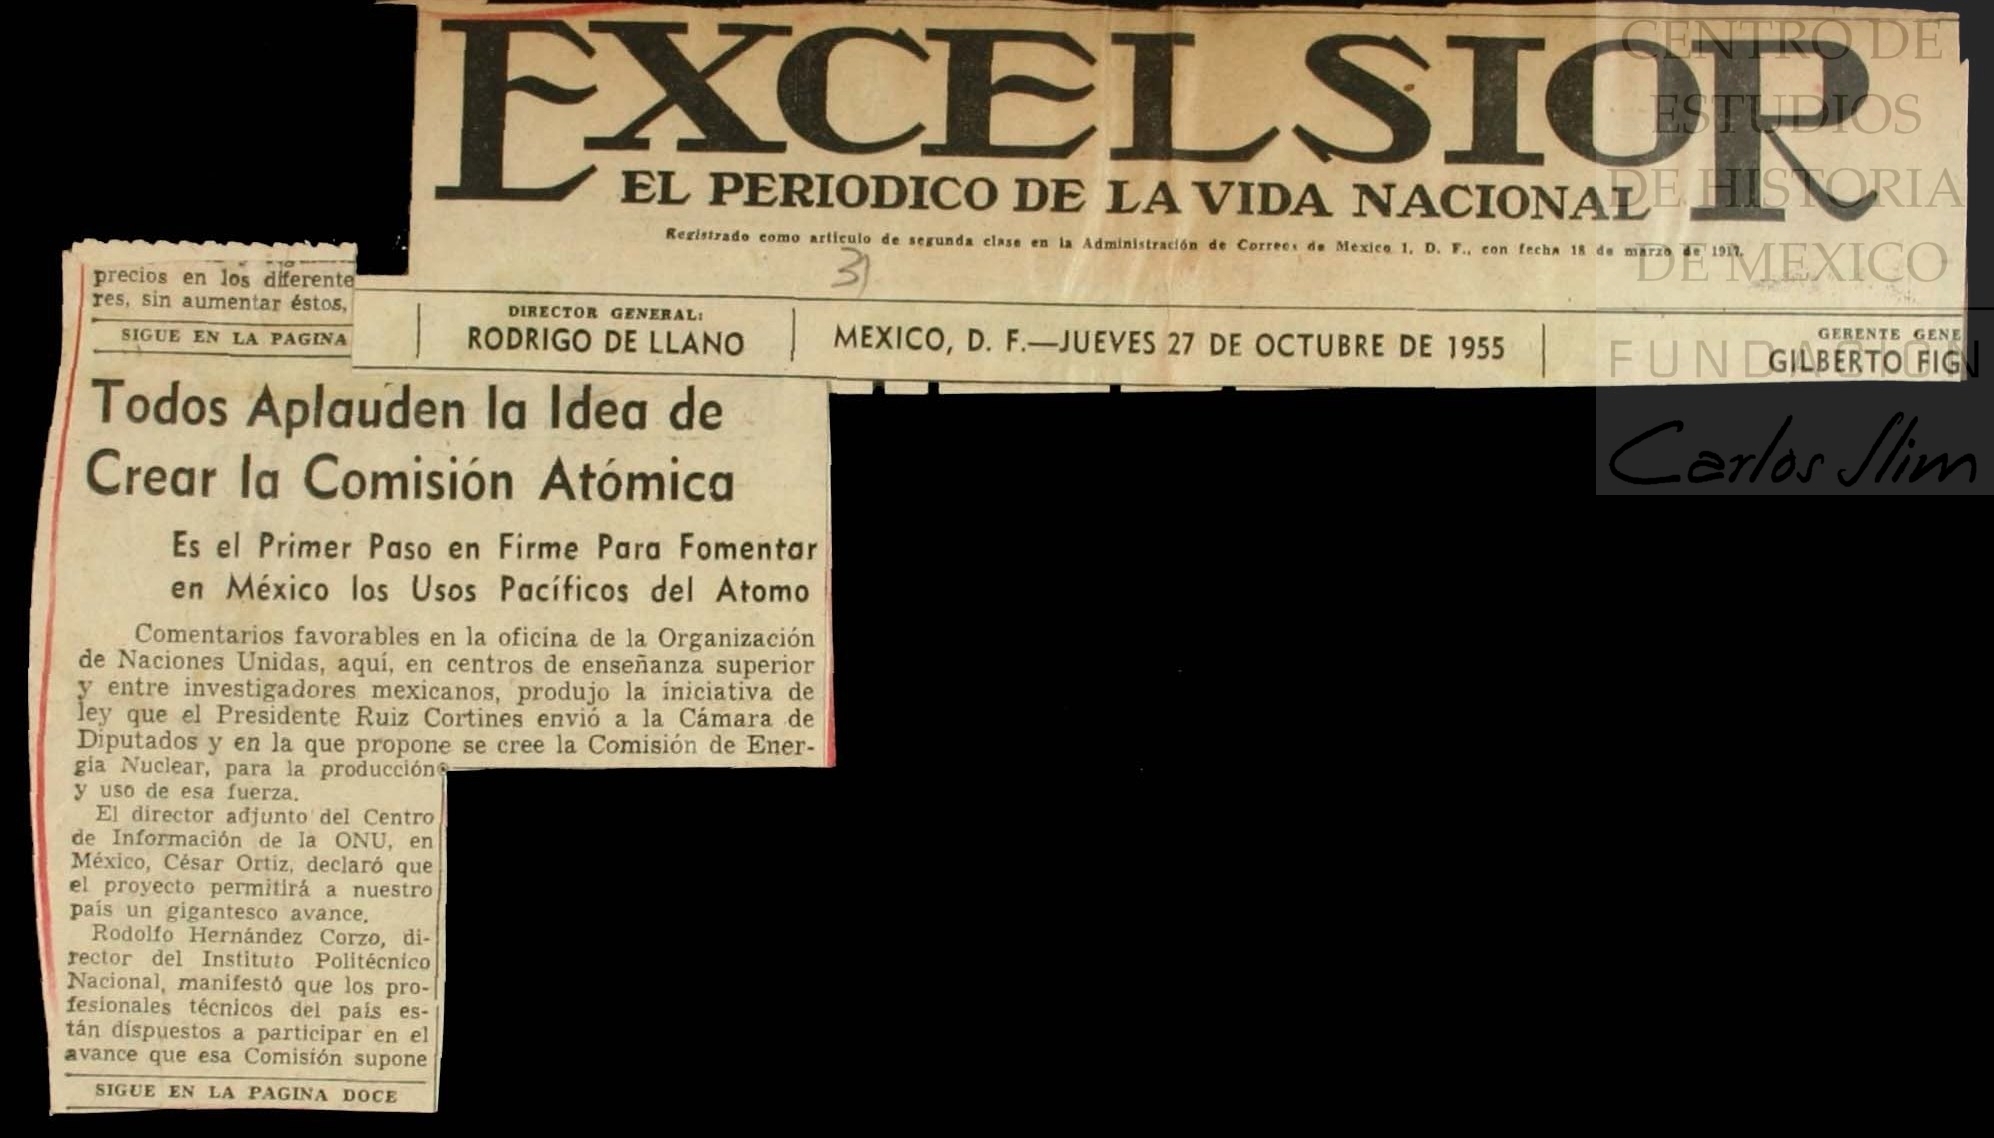 EXCELSIOR
EL PERIODICO DE LA VIDA NACIONAL
Registrado como artículo de segunda clase en la Administración de Correos de México 1, D. F., con fecha 18 de marzo de 1917.
31
DIRECTOR GENERAL:
RODRIGO DE LLANO
MEXICO, D. F.—JUEVES 27 DE OCTUBRE DE 1955
GERENTE GENE
GILBERTO FIG
CENTRO DE
ESTUDIOS
DE HISTORIA
DE MEXICO
FUNDACIÓN
Carlos Slim
precios en los diferente
res, sin aumentar éstos,
SIGUE EN LA PAGINA
Todos Aplauden la Idea de
Crear la Comisión Atómica
Es el Primer Paso en Firme Para Fomentar
en México los Usos Pacíficos del Atomo
Comentarios favorables en la oficina de la Organización
de Naciones Unidas, aquí, en centros de enseñanza superior
y entre investigadores mexicanos, produjo la iniciativa de
ley que el Presidente Ruiz Cortines envió a la Cámara de
Diputados y en la que propone se cree la Comisión de Ener-
gia Nuclear, para la producción
y uso de esa fuerza.
El director adjunto del Centro
de Información de la ONU, en
México, César Ortiz, declaró que
el proyecto permitirá a nuestro
país un gigantesco avance.
Rodolfo Hernández Corzo, di-
rector del Instituto Politécnico
Nacional, manifestó que los pro-
fesionales técnicos del país es-
tán dispuestos a participar en el
avance que esa Comisión supone
SIGUE EN LA PAGINA DOCE